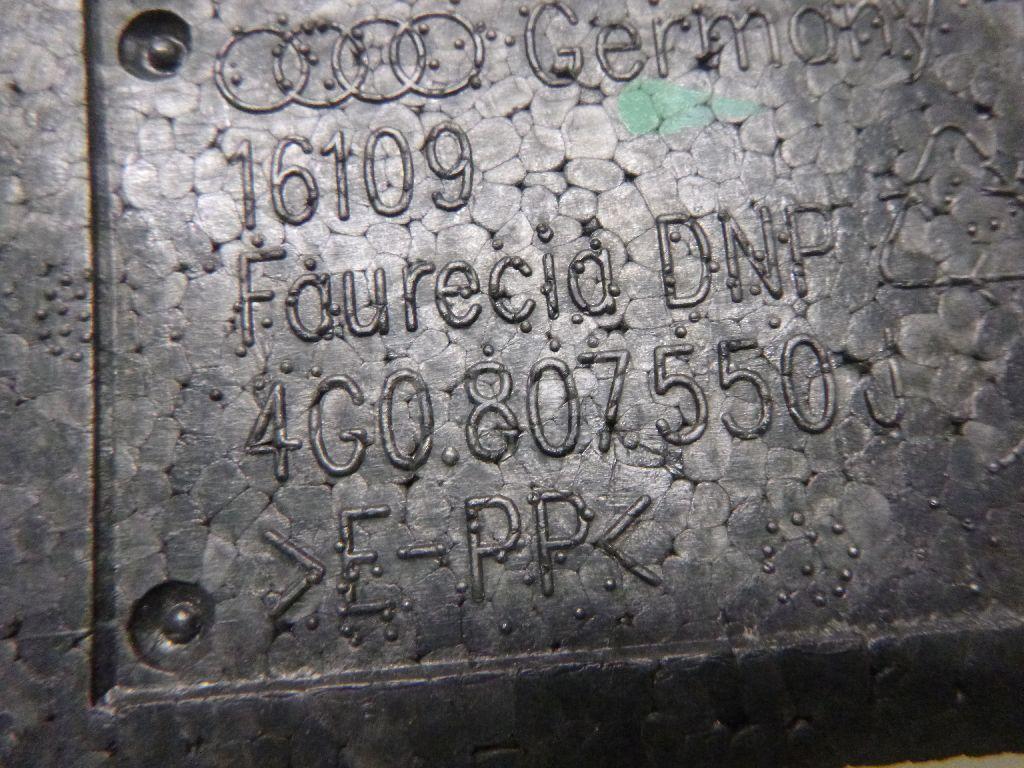 Germany
16109
Faurecia DNP
4G0.807.550 J
>E-PP<